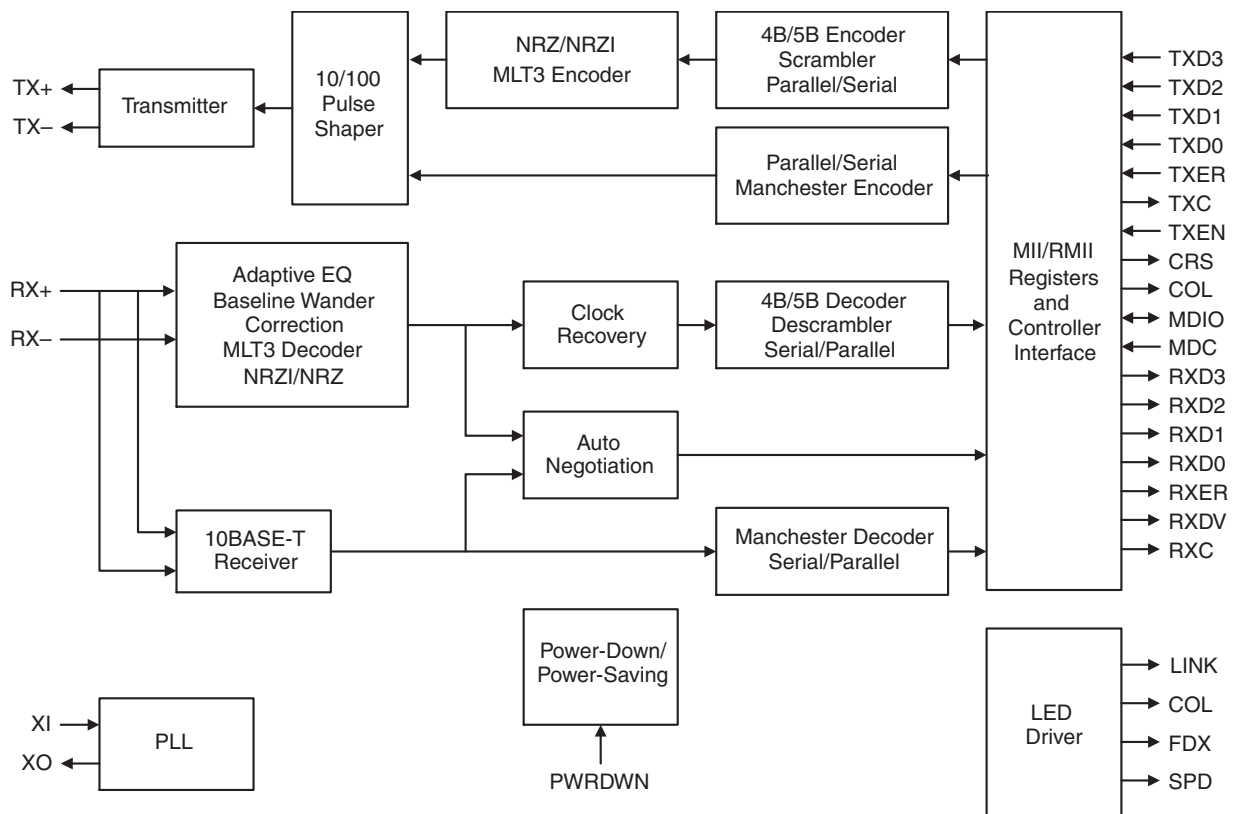 NRZ/NRZI
MLT3 Encoder
4B/5B Encoder
Scrambler
Parallel/Serial
10/100
Pulse
Shaper
TX+
TX–
Transmitter
Parallel/Serial
Manchester Encoder
TXD3
TXD2
TXD1
TXD0
TXER
TXC
TXEN
CRS
COL
MDIO
MDC
RXD3
RXD2
RXD1
RXD0
RXER
RXDV
RXC
MII/RMII
Registers
and
Controller
Interface
RX+
RX–
Adaptive EQ
Baseline Wander
Correction
MLT3 Decoder
NRZI/NRZ
Clock
Recovery
4B/5B Decoder
Descrambler
Serial/Parallel
Auto
Negotiation
10BASE-T
Receiver
Manchester Decoder
Serial/Parallel
Power-Down/
Power-Saving
PWRDWN
XI
XO
PLL
LED
Driver
LINK
COL
FDX
SPD